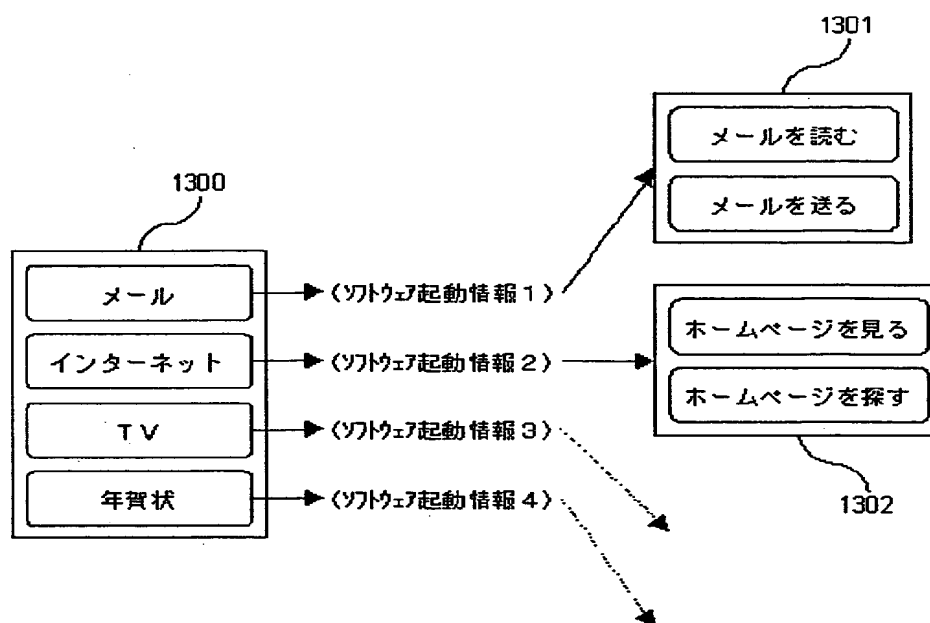 1301
メールを読む
メールを送る
1300
メール
〈ソフトウェア起動情報1〉
インターネット
〈ソフトウェア起動情報2〉
TV
〈ソフトウェア起動情報3〉
年賀状
〈ソフトウェア起動情報4〉
ホームページを見る
ホームページを探す
1302